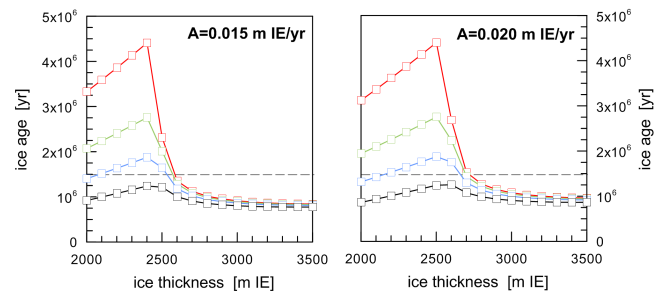 A=0.015 m IE/yr
5x10⁶
4x10⁶
3x10⁶
2x10⁶
1x10⁶
0
ice age [yr]
2000 2500 3000 3500
ice thickness [m IE]
A=0.020 m IE/yr
5x10⁶
4x10⁶
3x10⁶
2x10⁶
1x10⁶
0
ice age [yr]
2000 2500 3000 3500
ice thickness [m IE]